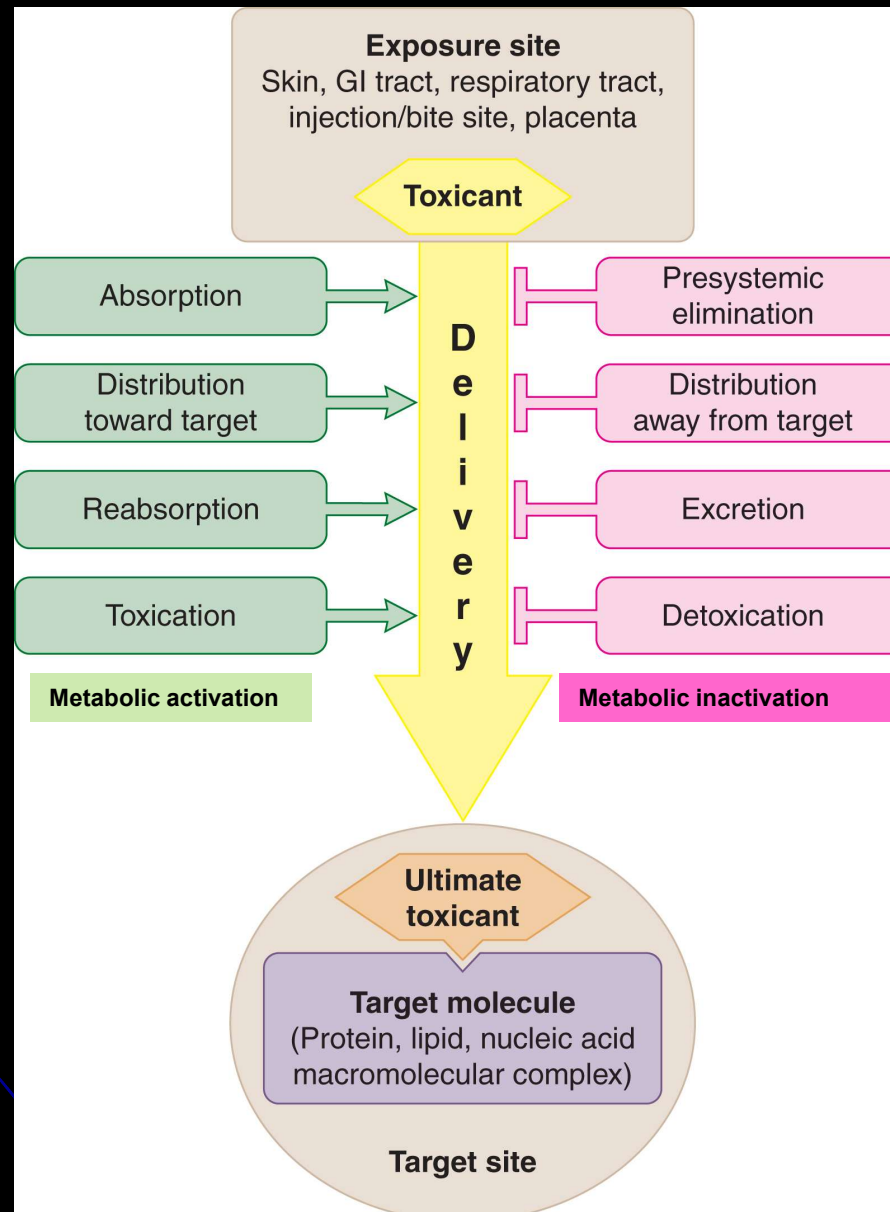 Exposure site
Skin, GI tract, respiratory tract,
injection/bite site, placenta
Toxicant
Absorption
Presystemic
elimination
Distribution
toward target
Distribution
away from target
Reabsorption
Excretion
Toxication
Detoxication
Delivery
Metabolic activation
Metabolic inactivation
Ultimate
toxicant
Target molecule
(Protein, lipid, nucleic acid
macromolecular complex)
Target site